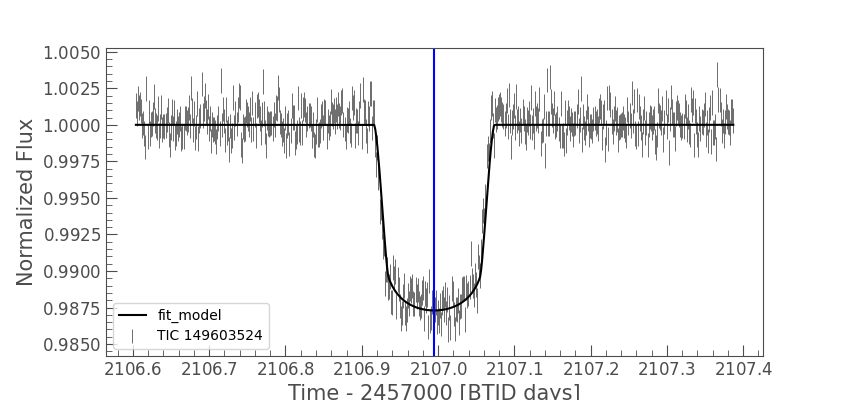 1.0050
1.0025
1.0000
0.9975
0.9950
0.9925
0.9900
0.9875
0.9850
Normalized Flux
fit_model
TIC 149603524
2106.6 2106.7 2106.8 2106.9 2107.0 2107.1 2107.2 2107.3 2107.4
Time - 2457000 [BTJD days]